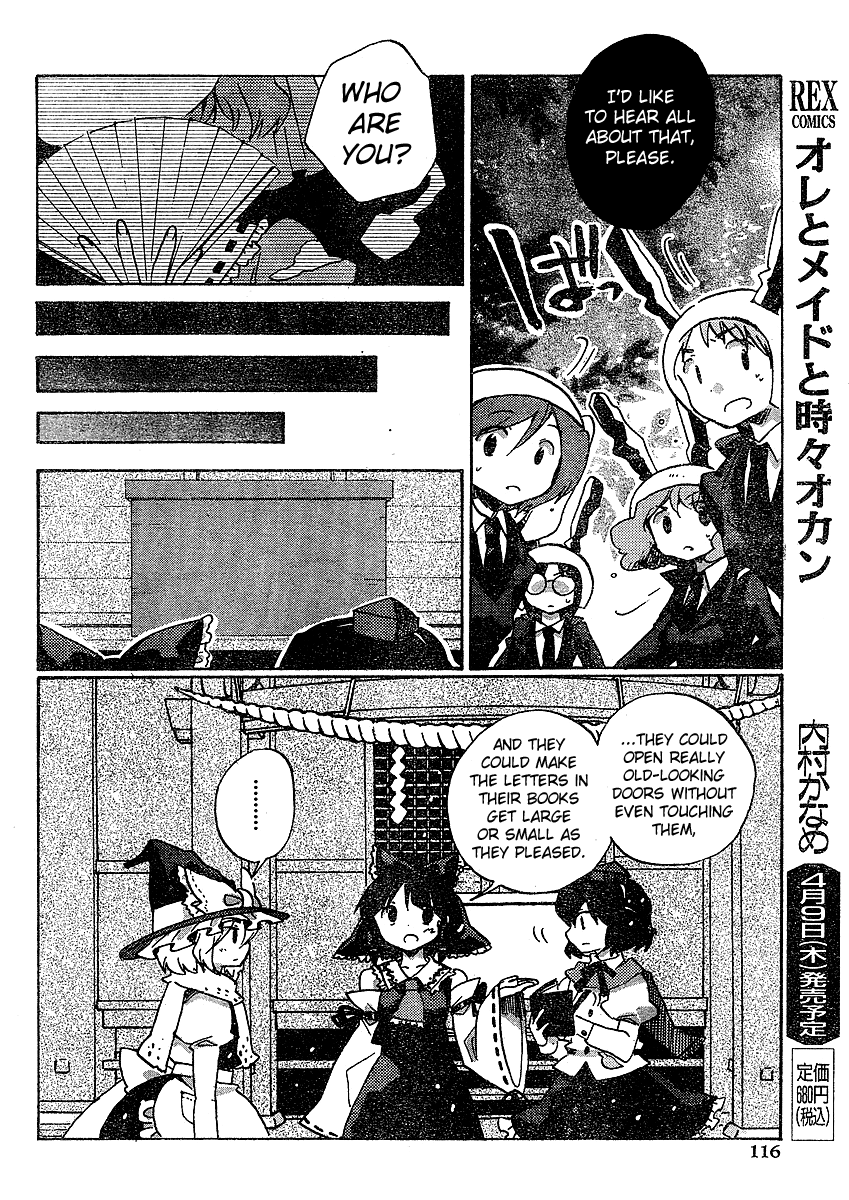 I'D LIKE
TO HEAR ALL
ABOUT THAT,
PLEASE.
ばっ
WHO
ARE
YOU?
...THEY COULD
OPEN REALLY
OLD-LOOKING
DOORS WITHOUT
EVEN TOUCHING
THEM,
AND THEY
COULD MAKE
THE LETTERS IN
THEIR BOOKS
GET LARGE
OR SMALL AS
THEY PLEASED.
………
REX
COMICS
オレとメイドと時々オカン
内村かなめ
4月9日(木)発売予定
定価
680円
(税込)
116